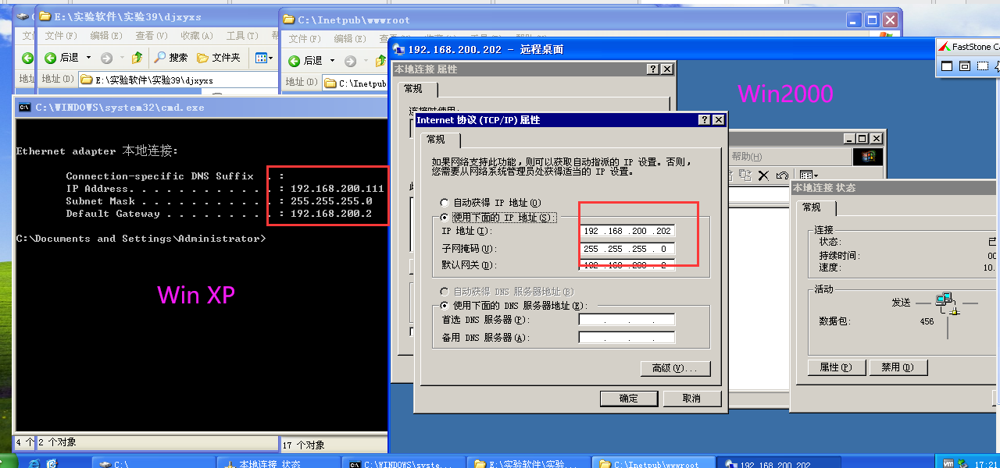 E:\实验软件\实验39\djxyxs
文件(F) 编辑(E) 查看(V) 收藏(A) 工具(T) 帮
后退 搜索 文件夹
地址(D) E:\实验软件\实验39\djxyxs
C:\Inetpub\wwwroot
文件(F) 编辑(E)
后退
地址(D) C:\Inetpub
C:\WINDOWS\system32\cmd.exe
Ethernet adapter 本地连接:
Connection-specific DNS Suffix . :
IP Address. . . . . . . . . . . . : 192.168.200.111
Subnet Mask . . . . . . . . . . . : 255.255.255.0
Default Gateway . . . . . . . . . : 192.168.200.2
C:\Documents and Settings\Administrator>
Win XP
4 个
2 个对象
17 个对象
192.168.200.202 - 远程桌面
FastStone
Win2000
本地连接 属性
常规
连接时使用:
Internet 协议 (TCP/IP) 属性
常规
如果网络支持此功能,则可以获取自动指派的 IP 设置。否则,
您需要从网络系统管理员处获得适当的 IP 设置。
自动获得 IP 地址(O)
使用下面的 IP 地址(S):
IP 地址(I): 192 .168 .200 .202
子网掩码(U): 255 .255 .255 . 0
默认网关(D): 192 .168 .200 . 2
自动获得 DNS 服务器地址(B)
使用下面的 DNS 服务器地址(E):
首选 DNS 服务器(P): . . .
备用 DNS 服务器(A): . . .
高级(V)...
确定 取消
帮助(H)
本地连接 状态
常规
连接
状态: 已
持续时间: 00
速度: 10.
活动
发送
数据包: 456
属性(P) 禁用(D)
C:\ 本地连接 状态 C:\WINDOWS\syste... E:\实验软件\实验... C:\Inetpub\wwwroot 192.168.200.202 17:21